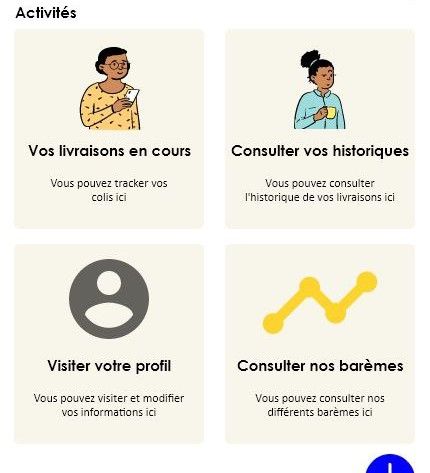 Activités
Vos livraisons en cours
Vous pouvez tracker vos
colis ici
Consulter vos historiques
Vous pouvez consulter
l'historique de vos livraisons ici
Visiter votre profil
Vous pouvez visiter et modifier
vos informations ici
Consulter nos barèmes
Vous pouvez consulter nos
différents barèmes ici